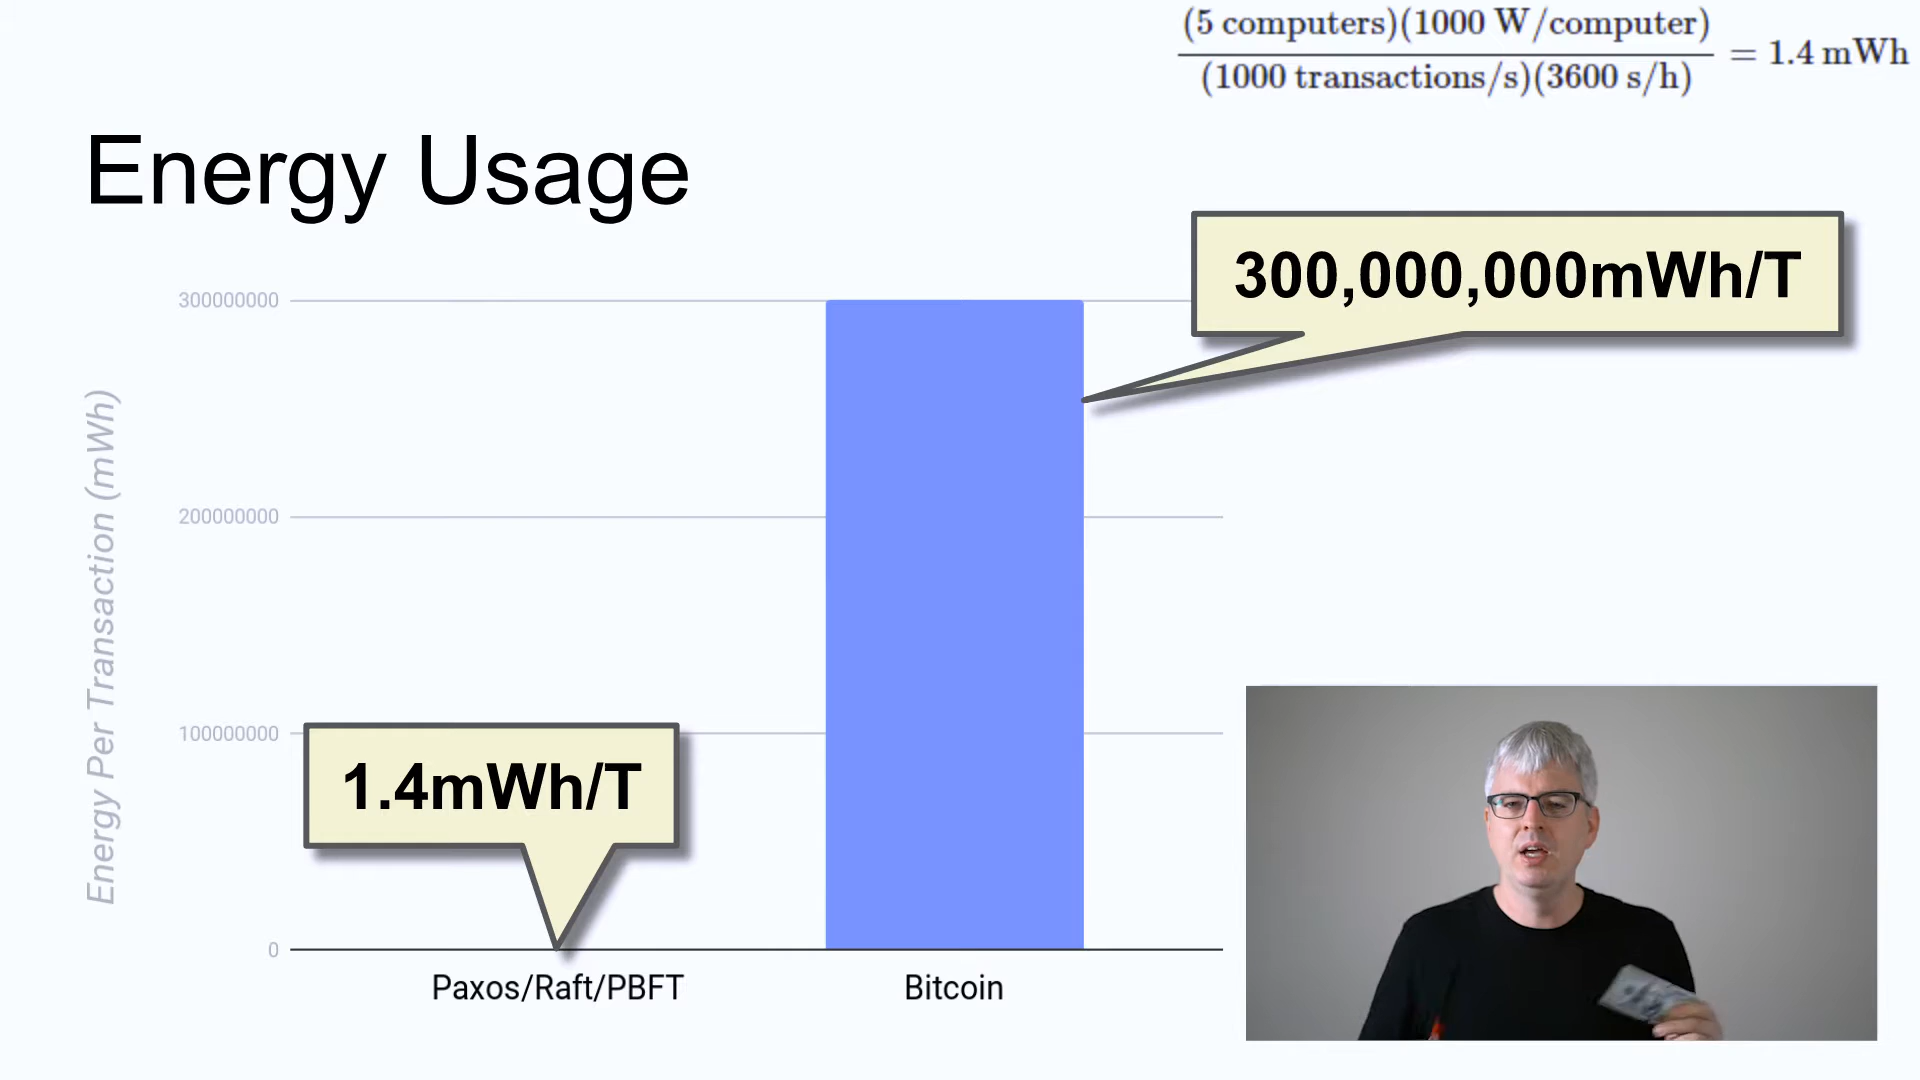 (5 computers)(1000 W/computer)
(1000 transactions/s)(3600 s/h)
= 1.4 mWh
Energy Usage
300,000,000mWh/T
Energy Per Transaction (mWh)
300000000
200000000
100000000
0
1.4mWh/T
Paxos/Raft/PBFT
Bitcoin